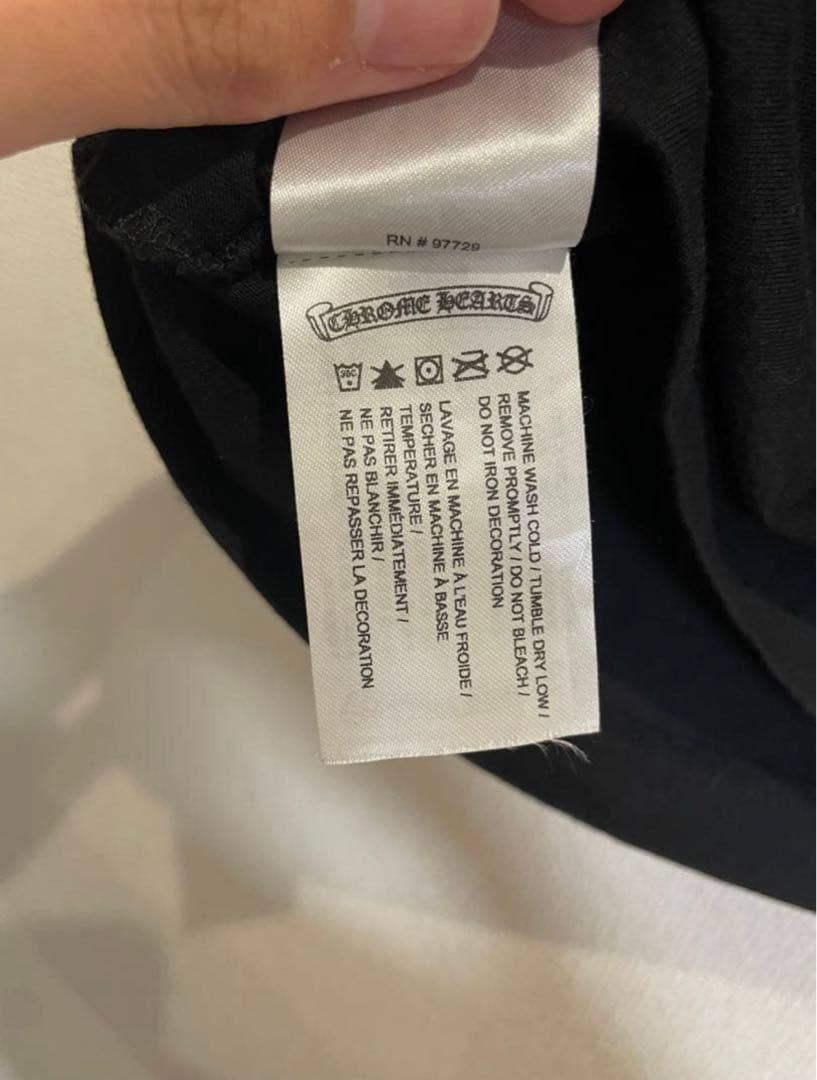 RN # 97729
CHROME HEARTS
30C
MACHINE WASH COLD / TUMBLE DRY LOW /
REMOVE PROMPTLY / DO NOT BLEACH /
DO NOT IRON DECORATION
LAVAGE EN MACHINE À L'EAU FROIDE /
SECHER EN MACHINE À BASSE
TEMPERATURE /
RETIRER IMMÉDIATEMENT /
NE PAS BLANCHIR /
NE PAS REPASSER LA DECORATION